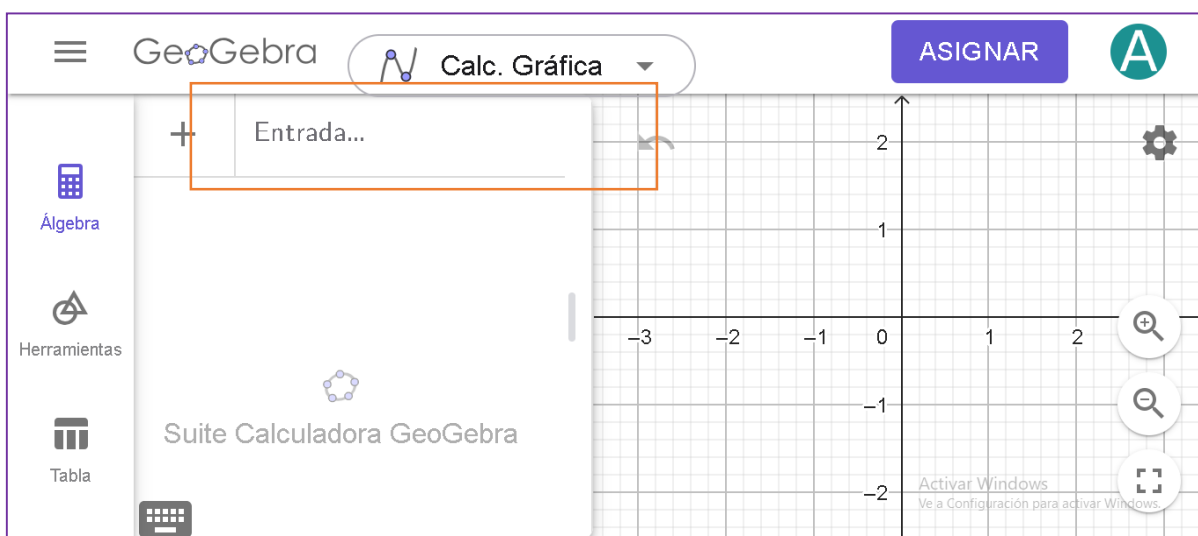 GeoGebra
Calc. Gráfica
ASIGNAR
A
Entrada...
Álgebra
Herramientas
Tabla
Suite Calculadora GeoGebra
2
1
–3 –2 –1 0 1 2
–1
–2
Activar Windows
Ve a Configuración para activar Windows.